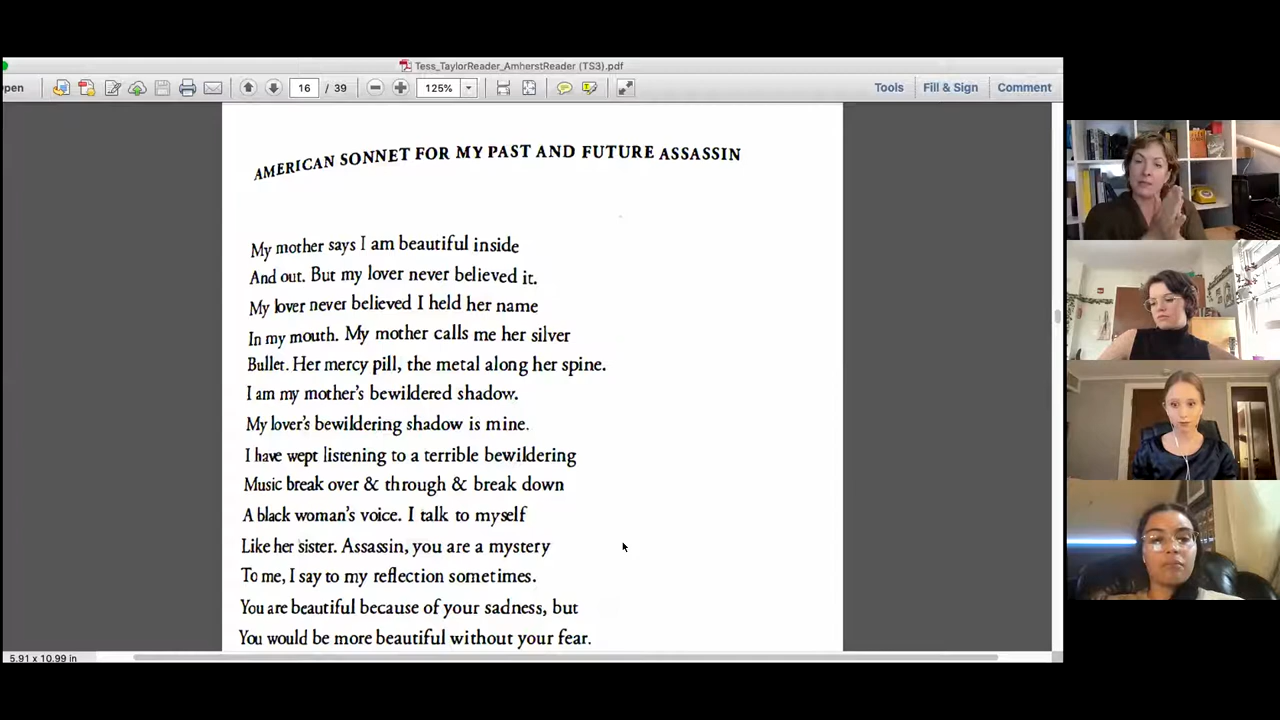 Tess_TaylorReader_AmherstReader (TS3).pdf
pen
16 / 39
125%
Tools
Fill & Sign
Comment
AMERICAN SONNET FOR MY PAST AND FUTURE ASSASSIN
My mother says I am beautiful inside
And out. But my lover never believed it.
My lover never believed I held her name
In my mouth. My mother calls me her silver
Bullet. Her mercy pill, the metal along her spine.
I am my mother's bewildered shadow.
My lover's bewildering shadow is mine.
I have wept listening to a terrible bewildering
Music break over & through & break down
A black woman's voice. I talk to myself
Like her sister. Assassin, you are a mystery
To me, I say to my reflection sometimes.
You are beautiful because of your sadness, but
You would be more beautiful without your fear.
5.91 x 10.99 in